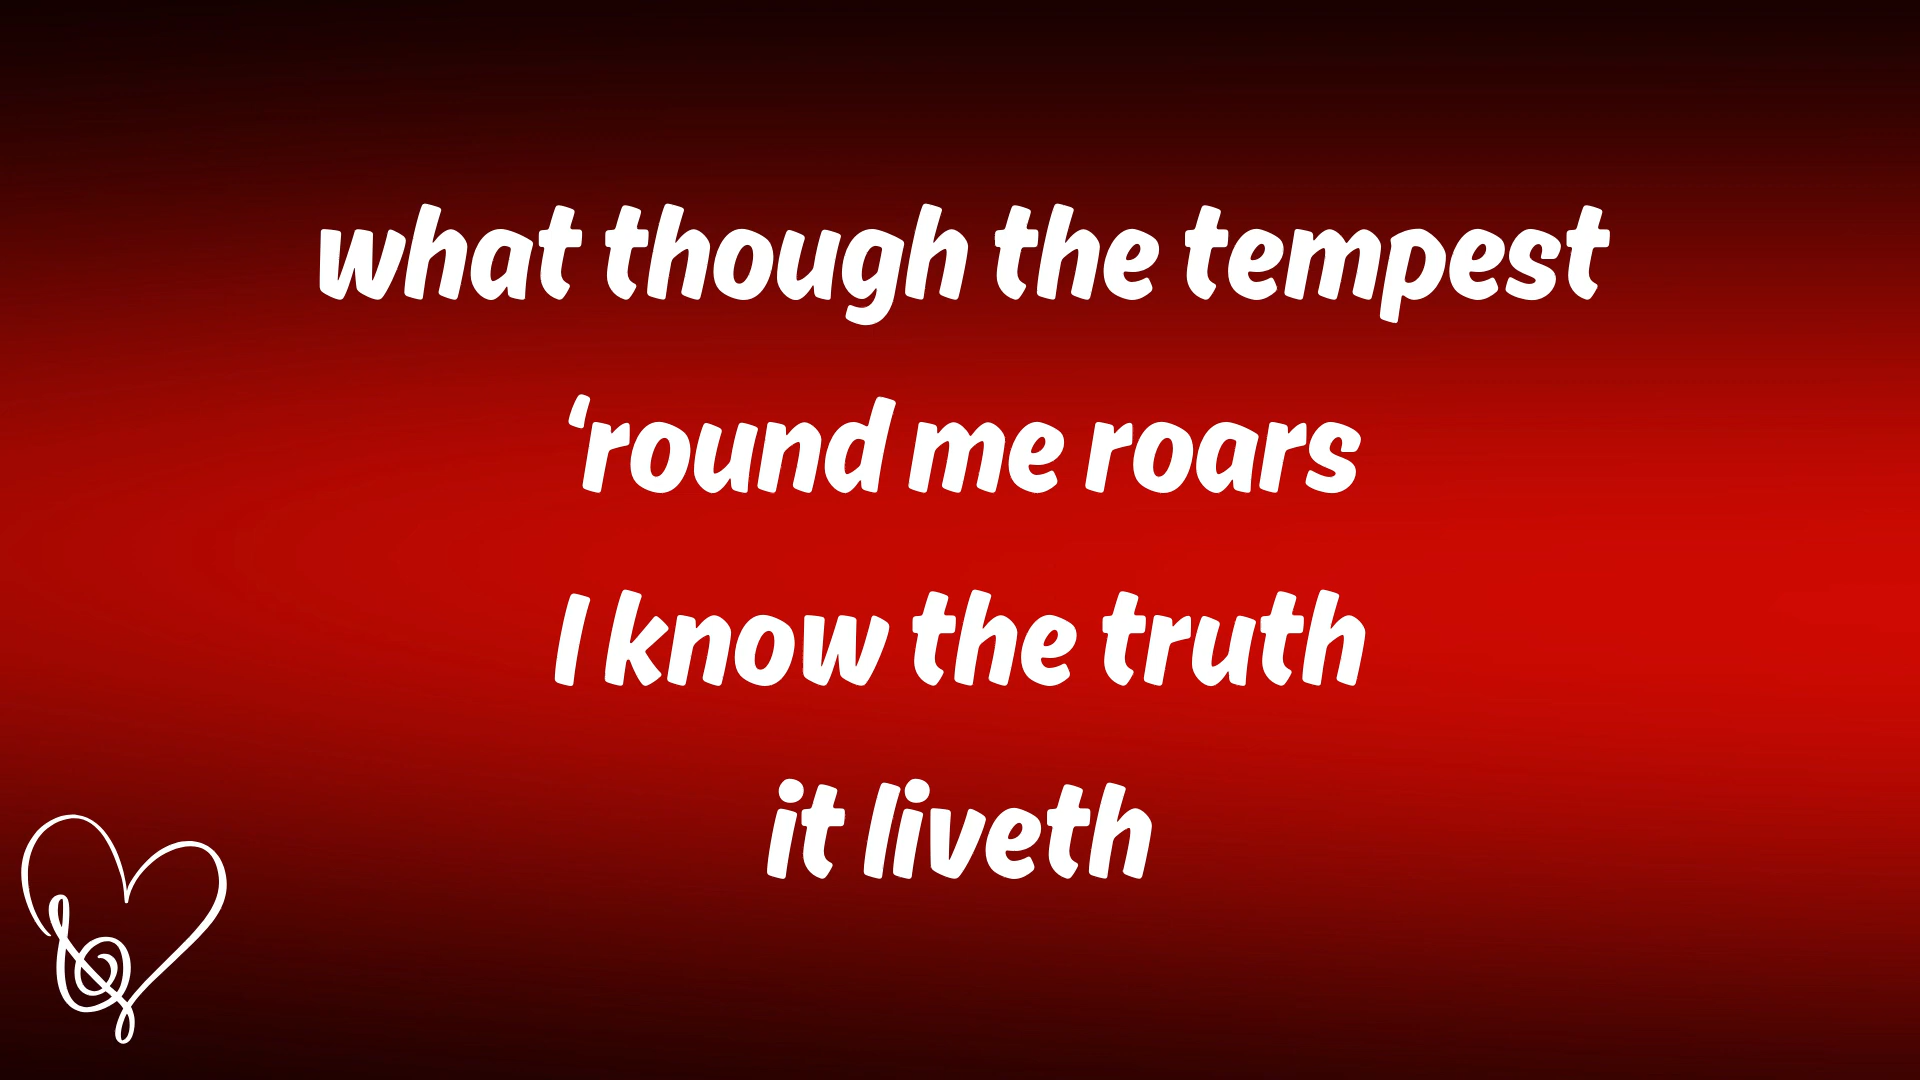 what though the tempest
‘round me roars
I know the truth
it liveth